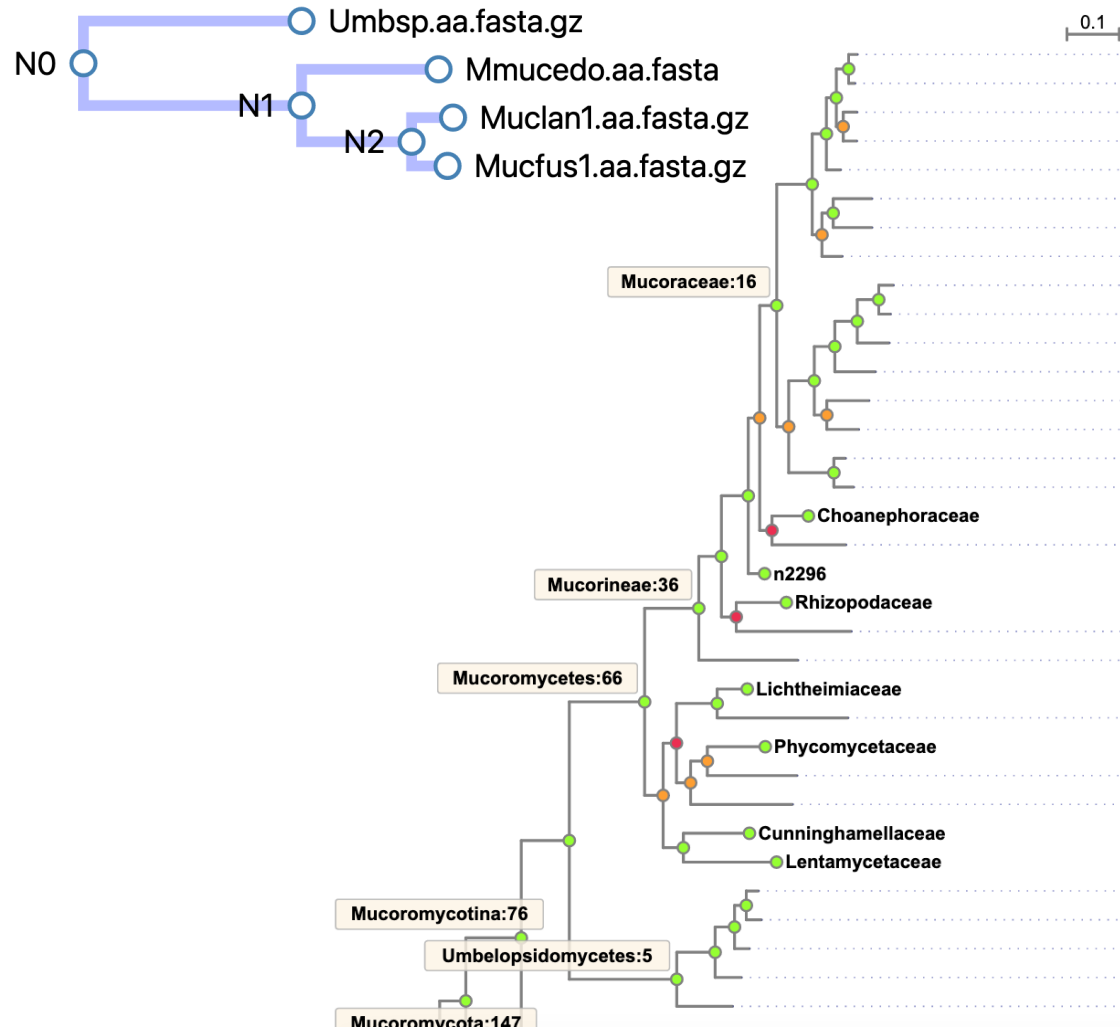 Umbsp.aa.fasta.gz
0.1
N0
Mmucedo.aa.fasta
N1
Muclan1.aa.fasta.gz
N2
Mucfus1.aa.fasta.gz
Mucoraceae:16
Choanephoraceae
n2296
Mucorineae:36
Rhizopodaceae
Mucoromycetes:66
Lichtheimiaceae
Phycomycetaceae
Cunninghamellaceae
Lentamycetaceae
Mucoromycotina:76
Umbelopsidomycetes:5
Mucoromycota:147